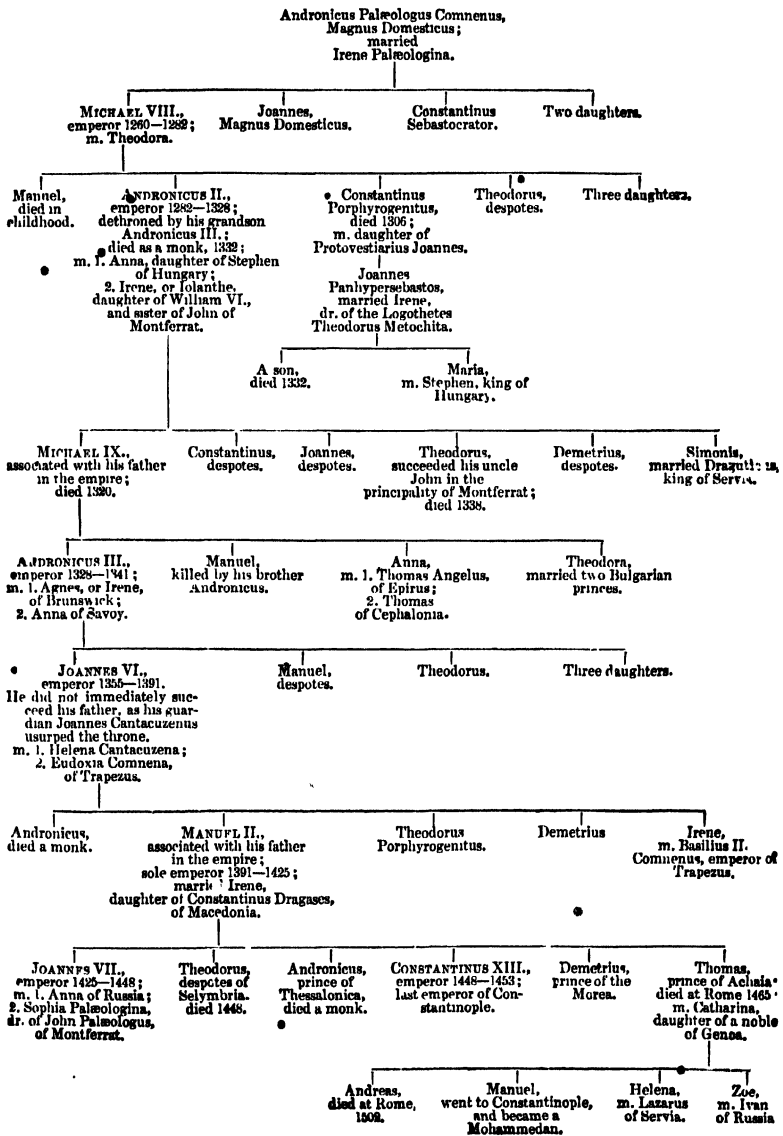 Andronicus Palæologus Comnenus,
Magnus Domesticus;
married
Irene Palæologina.
MICHAEL VIII.,
emperor 1260—1282;
m. Theodora.
Joannes,
Magnus Domesticus.
Constantinus
Sebastocrator.
Two daughters.
Manuel,
died in
childhood.
ANDRONICUS II.,
emperor 1282—1328;
dethroned by his grandson
Andronicus III.;
died as a monk, 1332;
m. 1. Anna, daughter of Stephen
of Hungary;
2. Irene, or Iolanthe,
daughter of William VI.,
and sister of John of
Montferrat.
Constantinus
Porphyrogenitus,
died 1306;
m. daughter of
Protovestiarius Joannes.
Joannes
Panhypersebastos,
married Irene,
dr. of the Logothetes
Theodorus Metochita.
Theodorus,
despotes.
Three daughters.
A son,
died 1332.
Maria,
m. Stephen, king of
Hungary.
MICHAEL IX.,
associated with his father
in the empire;
died 1320.
Constantinus,
despotes.
Joannes,
despotes.
Theodorus,
succeeded his uncle
John in the
principality of Montferrat;
died 1338.
Demetrius,
despotes.
Simonis,
married
king of Servia.
ANDRONICUS III.,
emperor 1328—1341;
m. 1. Agnes, or Irene,
of Brunswick;
2. Anna of Savoy.
Manuel,
killed by his brother
Andronicus.
Anna,
m. 1. Thomas Angelus,
of Epirus;
2. Thomas
of Cephalonia.
Theodora,
married two Bulgarian
princes.
JOANNES VI.,
emperor 1355—1391.
He did not immediately suc-
ceed his father, as his guar-
dian Joannes Cantacuzenus
usurped the throne.
m. 1. Helena Cantacuzena;
2. Eudoxia Comnena,
of Trapezus.
Manuel,
despotes.
Theodorus.
Three daughters.
Andronicus,
died a monk.
MANUEL II.,
associated with his father
in the empire;
sole emperor 1391—1425;
married Irene,
daughter of Constantinus Dragases,
of Macedonia.
Theodorus
Porphyrogenitus.
Demetrius
Irene,
m. Basilius II.
Comnenus, emperor of
Trapezus.
JOANNES VII.,
emperor 1425—1448;
m. 1. Anna of Russia;
2. Sophia Palæologina,
dr. of John Palæologus,
of Montferrat.
Theodorus,
despotes of
Selymbria.
died 1448.
Andronicus,
prince of
Thessalonica,
died a monk.
CONSTANTINUS XIII.,
emperor 1448—1453;
last emperor of Con-
stantinople.
Demetrius,
prince of the
Morea.
Thomas,
prince of Achaia
died at Rome 1465
m. Catharina,
daughter of a noble
of Genoa.
Andreas,
died at Rome,
1502.
Manuel,
went to Constantinople,
and became a
Mohammedan.
Helena,
m. Lazarus
of Servia.
Zoe,
m. Ivan
of Russia